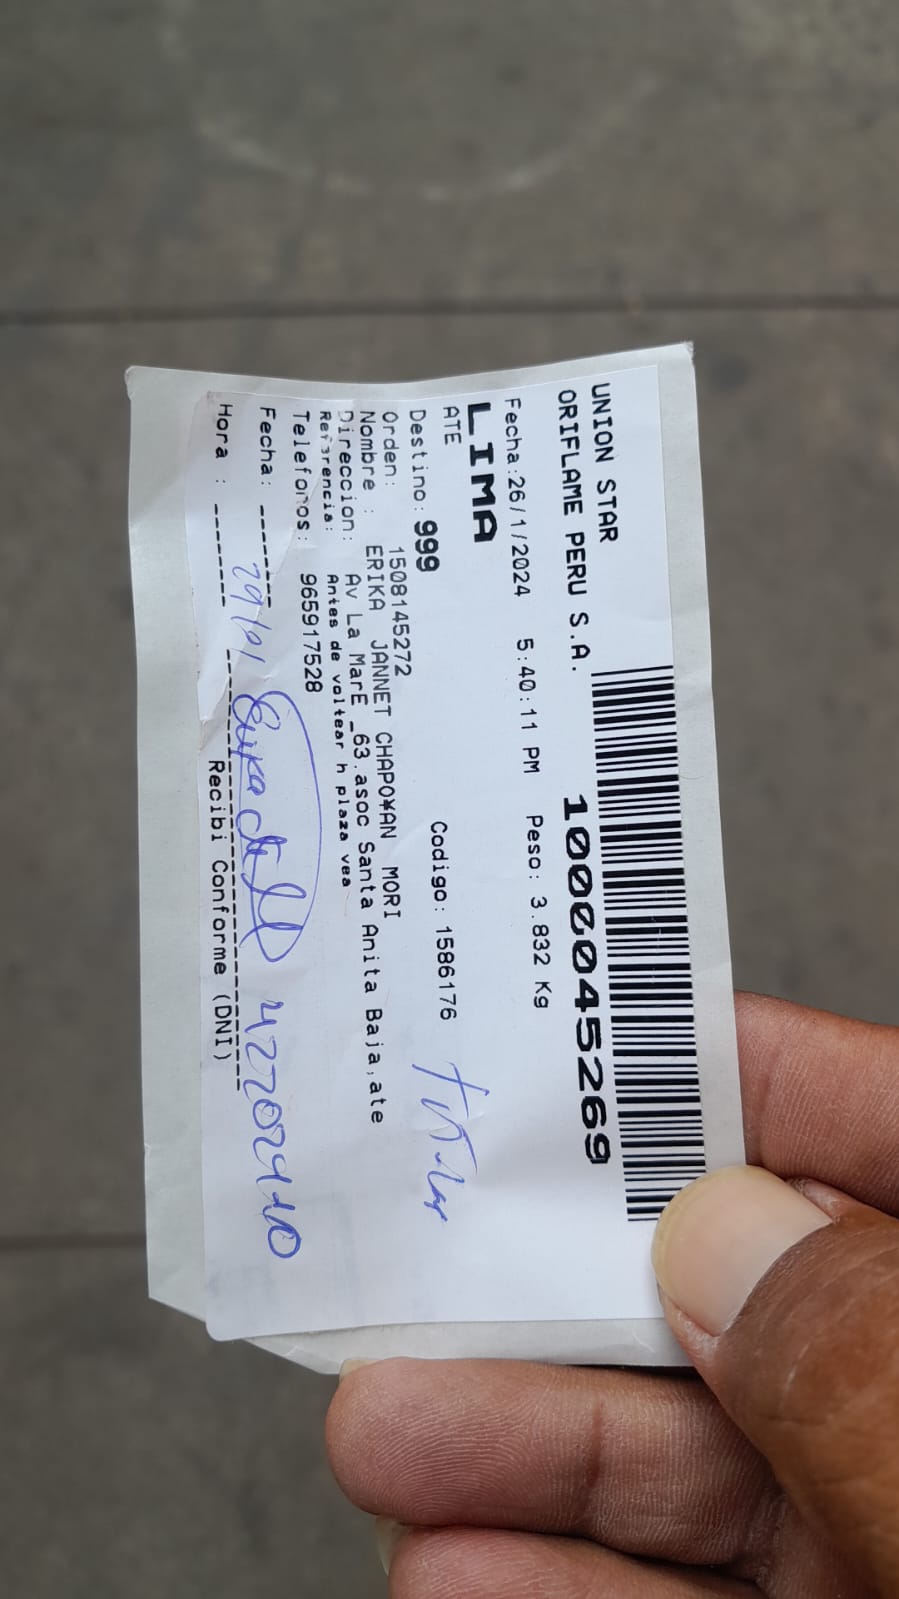 UNION STAR
ORIFLAME PERU S.A.
1000045269
Fecha:26/1/2024 5:40:11 PM Peso: 3.832 Kg
LIMA
ATE
Destino: 999 Codigo: 1586176
Orden: 1508145272
Nombre : ERIKA JANNET CHAPO¥AN MORI
Direccion: Av La MarE _63.asoc Santa Anita Baja,ate
Referencia: Antes de voltear h plaza vea
Telefonos: 965917528
Fecha: 29/01
Hora :
Recibi Conforme (DNI)